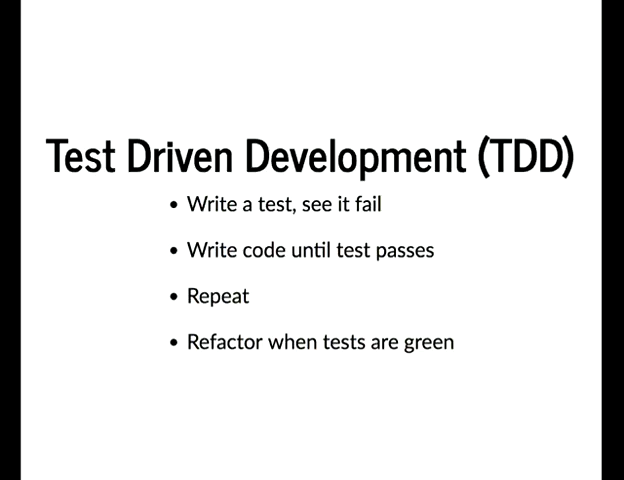 Test Driven Development (TDD)
• Write a test, see it fail
• Write code until test passes
• Repeat
• Refactor when tests are green